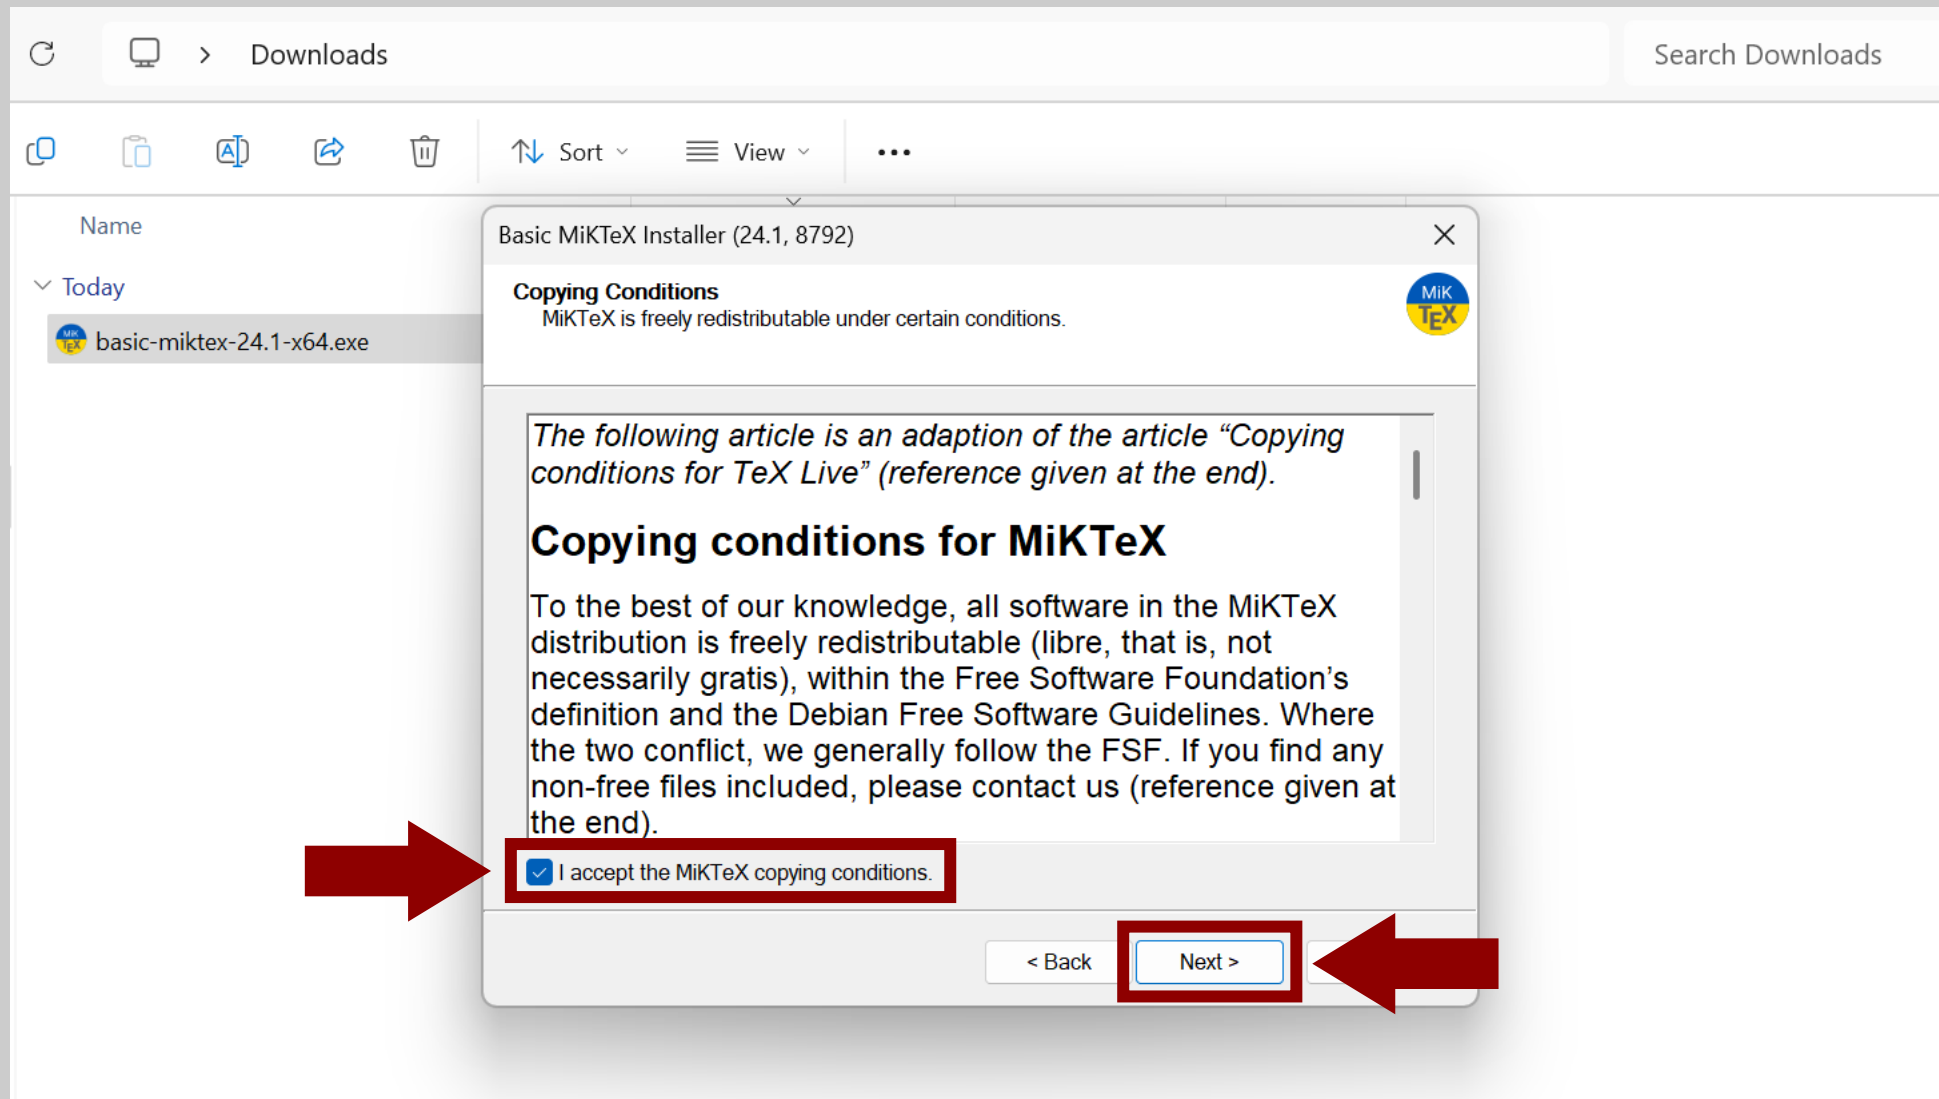 Downloads
Search Downloads
Sort
View
Name
Today
basic-miktex-24.1-x64.exe
Basic MiKTeX Installer (24.1, 8792)
Copying Conditions
MiKTeX is freely redistributable under certain conditions.
MiK
TEX
The following article is an adaption of the article “Copying
conditions for TeX Live” (reference given at the end).
Copying conditions for MiKTeX
To the best of our knowledge, all software in the MiKTeX
distribution is freely redistributable (libre, that is, not
necessarily gratis), within the Free Software Foundation’s
definition and the Debian Free Software Guidelines. Where
the two conflict, we generally follow the FSF. If you find any
non-free files included, please contact us (reference given at
the end).
I accept the MiKTeX copying conditions.
< Back
Next >